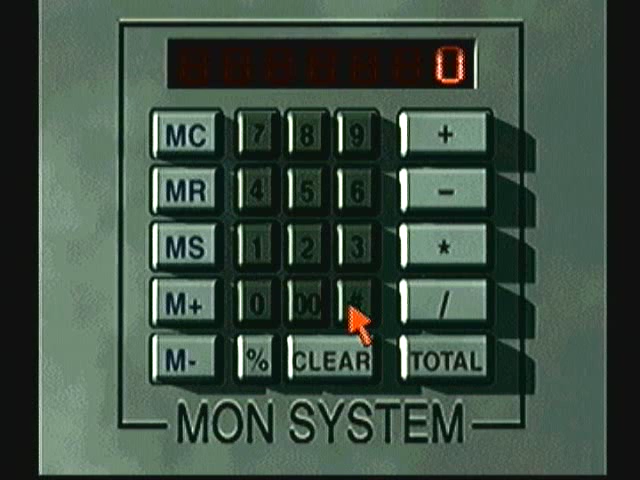 0
MC 7 8 9 +
MR 4 5 6 -
MS 1 2 3 *
M+ 0 00 # /
M- % CLEAR TOTAL
MON SYSTEM